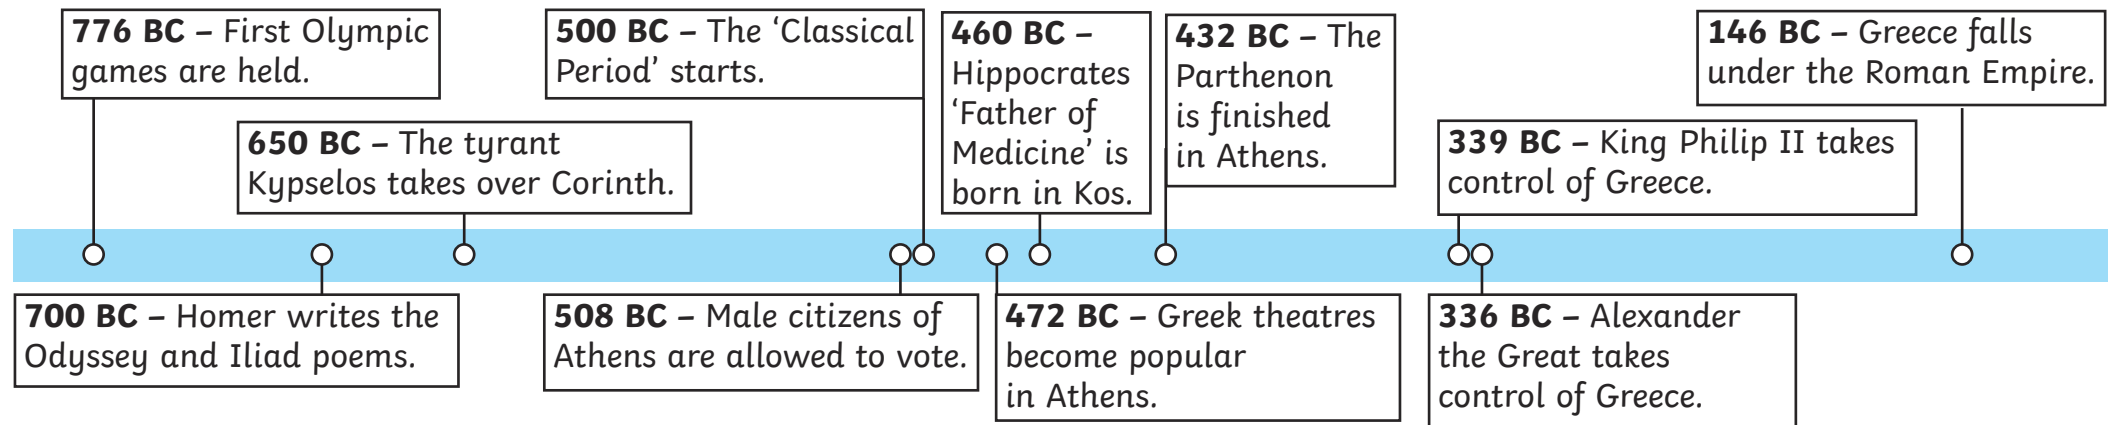 776 BC – First Olympic
games are held.
700 BC – Homer writes the
Odyssey and Iliad poems.
650 BC – The tyrant
Kypselos takes over Corinth.
508 BC – Male citizens of
Athens are allowed to vote.
500 BC – The ‘Classical
Period’ starts.
472 BC – Greek theatres
become popular
in Athens.
460 BC –
Hippocrates
‘Father of
Medicine’ is
born in Kos.
432 BC – The
Parthenon
is finished
in Athens.
339 BC – King Philip II takes
control of Greece.
336 BC – Alexander
the Great takes
control of Greece.
146 BC – Greece falls
under the Roman Empire.